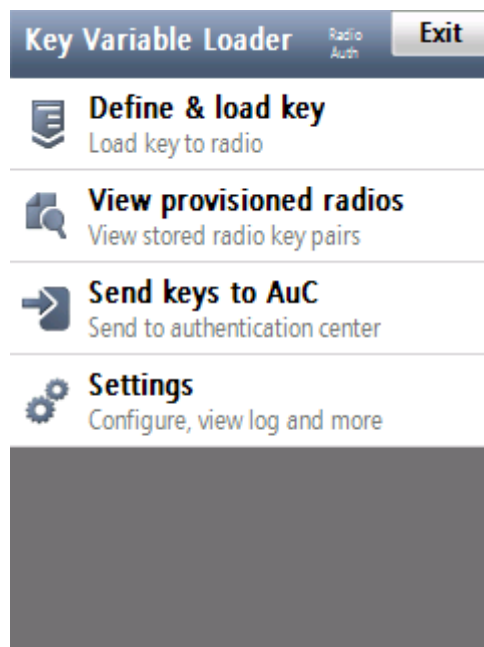 Key Variable Loader Radio Auth Exit
Define & load key
Load key to radio
View provisioned radios
View stored radio key pairs
Send keys to AuC
Send to authentication center
Settings
Configure, view log and more